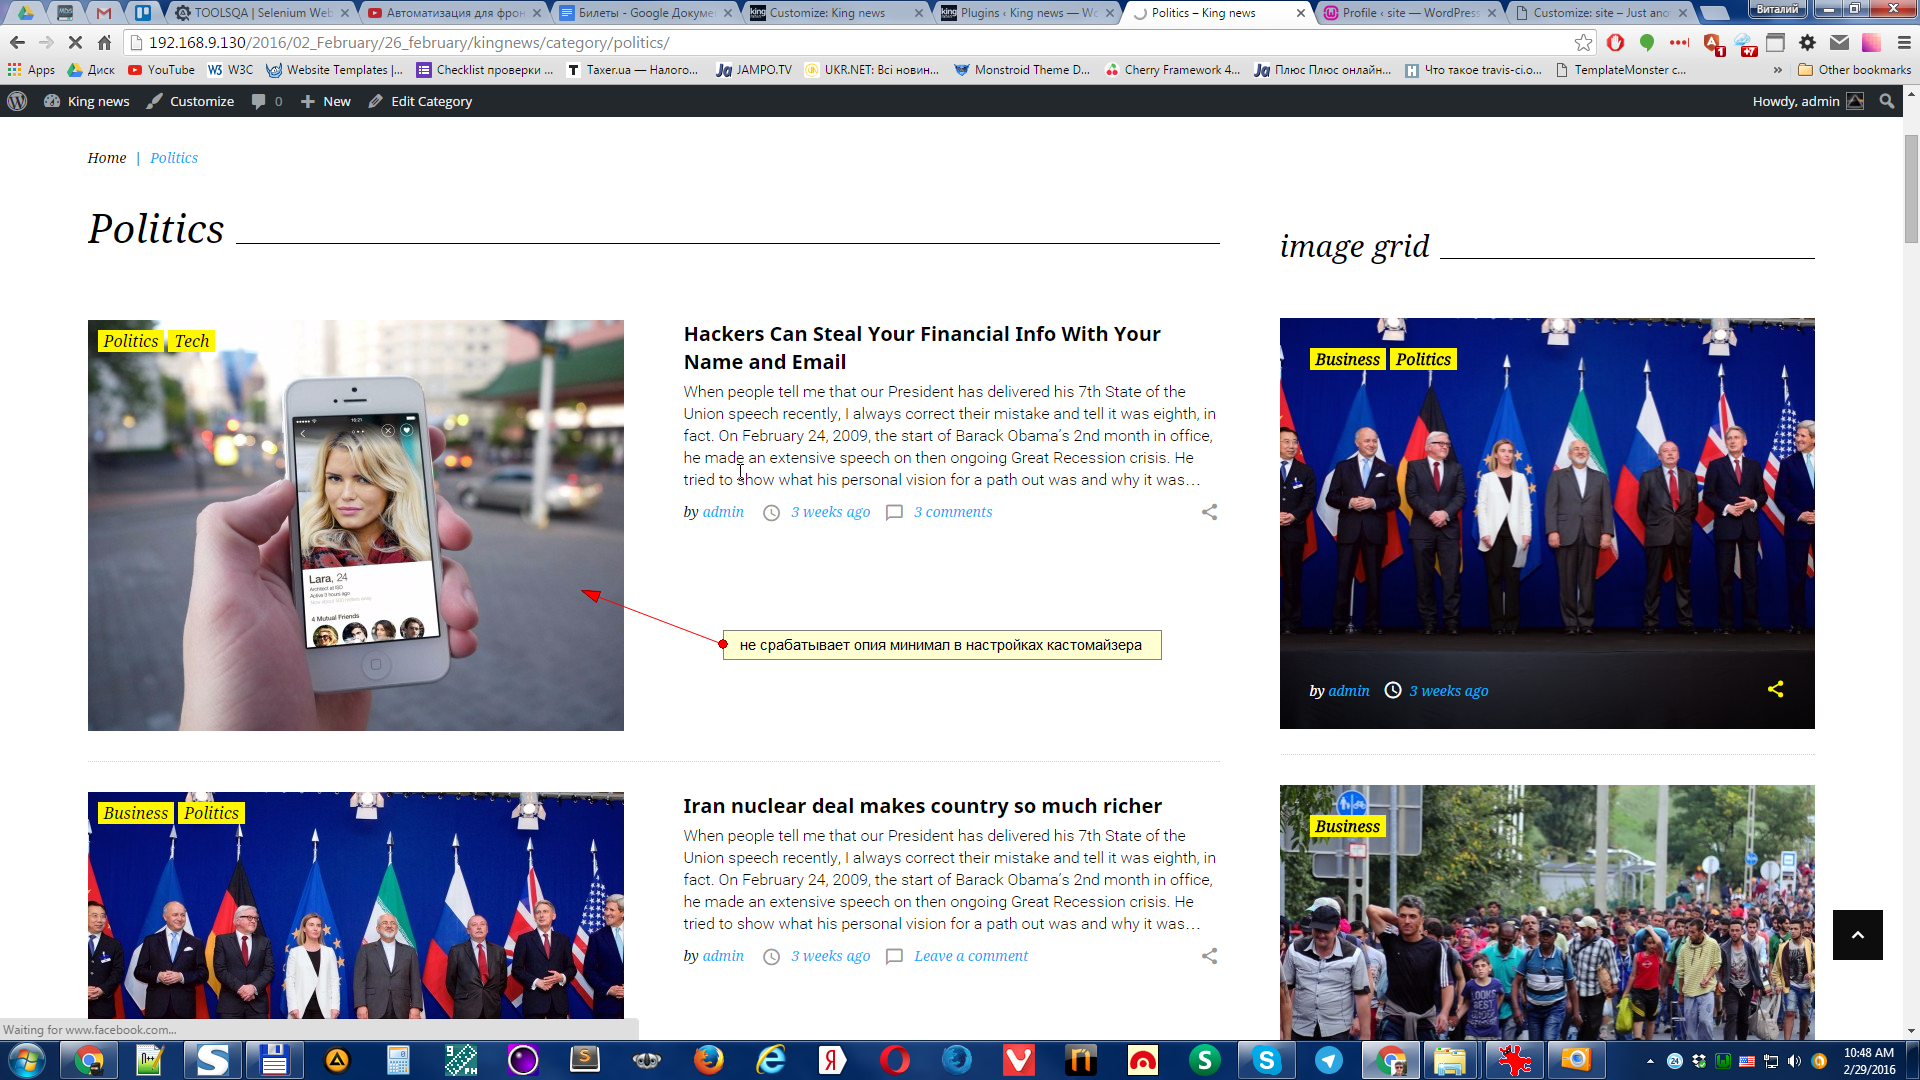 TOOLSQA | Selenium Web
Автоматизация для фрон
Билеты - Google Докуме
Customize: King news
Plugins ‹ King news — Wo
Politics – King news
Profile ‹ site — WordPress
Customize: site – Just ano
Виталий
192.168.9.130/2016/02_February/26_february/kingnews/category/politics/
Apps
Диск
YouTube
W3C
Website Templates |...
Checklist проверки ...
Taxer.ua — Налого...
JAMPO.TV
UKR.NET: Всі новин...
Monstroid Theme D...
Cherry Framework 4...
Плюс Плюс онлайн...
Что такое travis-ci.o...
TemplateMonster c...
Other bookmarks
King news
Customize
0
New
Edit Category
Howdy, admin
Home | Politics
Politics
image grid
Politics Tech
Hackers Can Steal Your Financial Info With Your
Name and Email
When people tell me that our President has delivered his 7th State of the
Union speech recently, I always correct their mistake and tell it was eighth, in
fact. On February 24, 2009, the start of Barack Obama's 2nd month in office,
he made an extensive speech on then ongoing Great Recession crisis. He
tried to show what his personal vision for a path out was and why it was…
by admin 3 weeks ago 3 comments
Lara, 24
4 Mutual Friends
не срабатывает опия минимал в настройках кастомайзера
Business Politics
by admin 3 weeks ago
Business Politics
Iran nuclear deal makes country so much richer
When people tell me that our President has delivered his 7th State of the
Union speech recently, I always correct their mistake and tell it was eighth, in
fact. On February 24, 2009, the start of Barack Obama's 2nd month in office,
he made an extensive speech on then ongoing Great Recession crisis. He
tried to show what his personal vision for a path out was and why it was…
by admin 3 weeks ago Leave a comment
Business
Waiting for www.facebook.com...
10:48 AM
2/29/2016